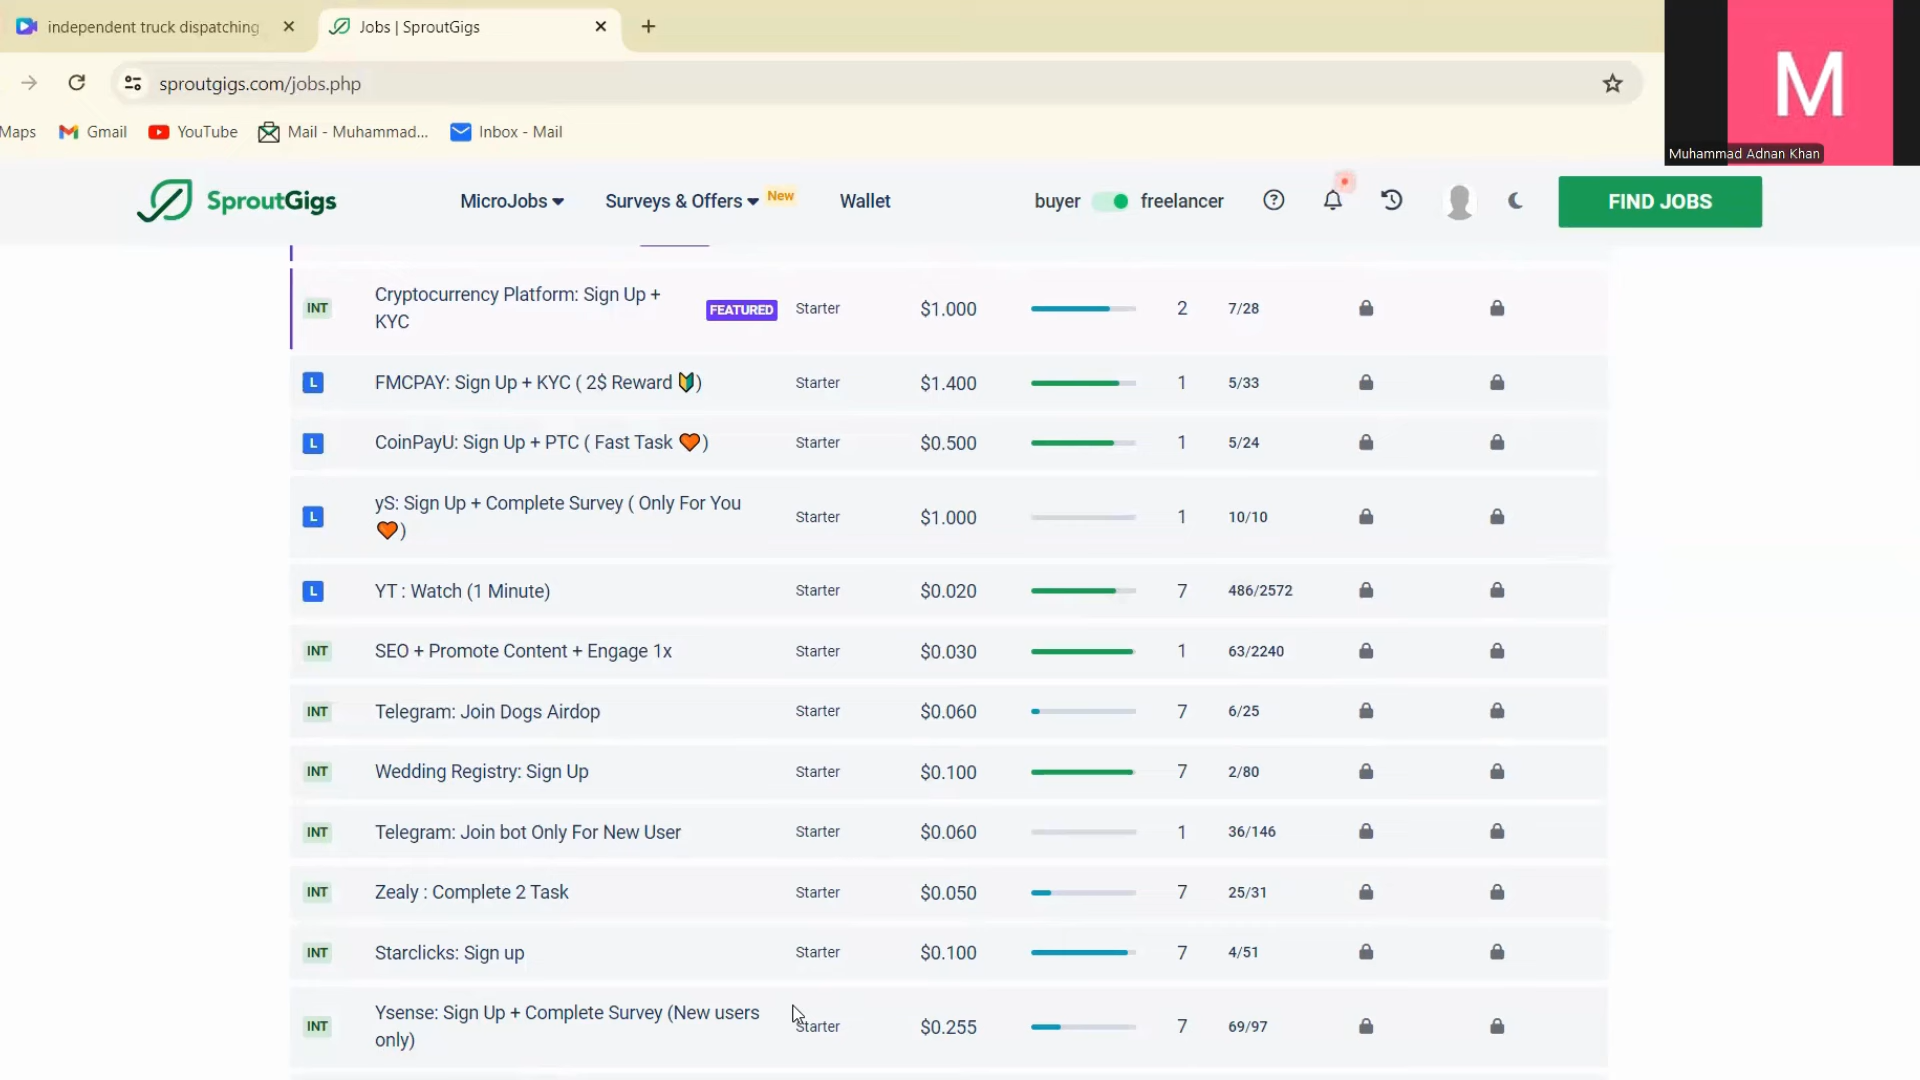 independent truck dispatching
Jobs | SproutGigs
sproutgigs.com/jobs.php
Maps
Gmail
YouTube
Mail - Muhammad...
Inbox - Mail
M
Muhammad Adnan Khan
SproutGigs
MicroJobs
Surveys & Offers New
Wallet
buyer freelancer
FIND JOBS
INT Cryptocurrency Platform: Sign Up + KYC FEATURED Starter $1.000 2 7/28
L FMCPAY: Sign Up + KYC ( 2$ Reward 🔰) Starter $1.400 1 5/33
L CoinPayU: Sign Up + PTC ( Fast Task 🧡) Starter $0.500 1 5/24
L yS: Sign Up + Complete Survey ( Only For You 🧡) Starter $1.000 1 10/10
L YT : Watch (1 Minute) Starter $0.020 7 486/2572
INT SEO + Promote Content + Engage 1x Starter $0.030 1 63/2240
INT Telegram: Join Dogs Airdop Starter $0.060 7 6/25
INT Wedding Registry: Sign Up Starter $0.100 7 2/80
INT Telegram: Join bot Only For New User Starter $0.060 1 36/146
INT Zealy : Complete 2 Task Starter $0.050 7 25/31
INT Starclicks: Sign up Starter $0.100 7 4/51
INT Ysense: Sign Up + Complete Survey (New users only) Starter $0.255 7 69/97